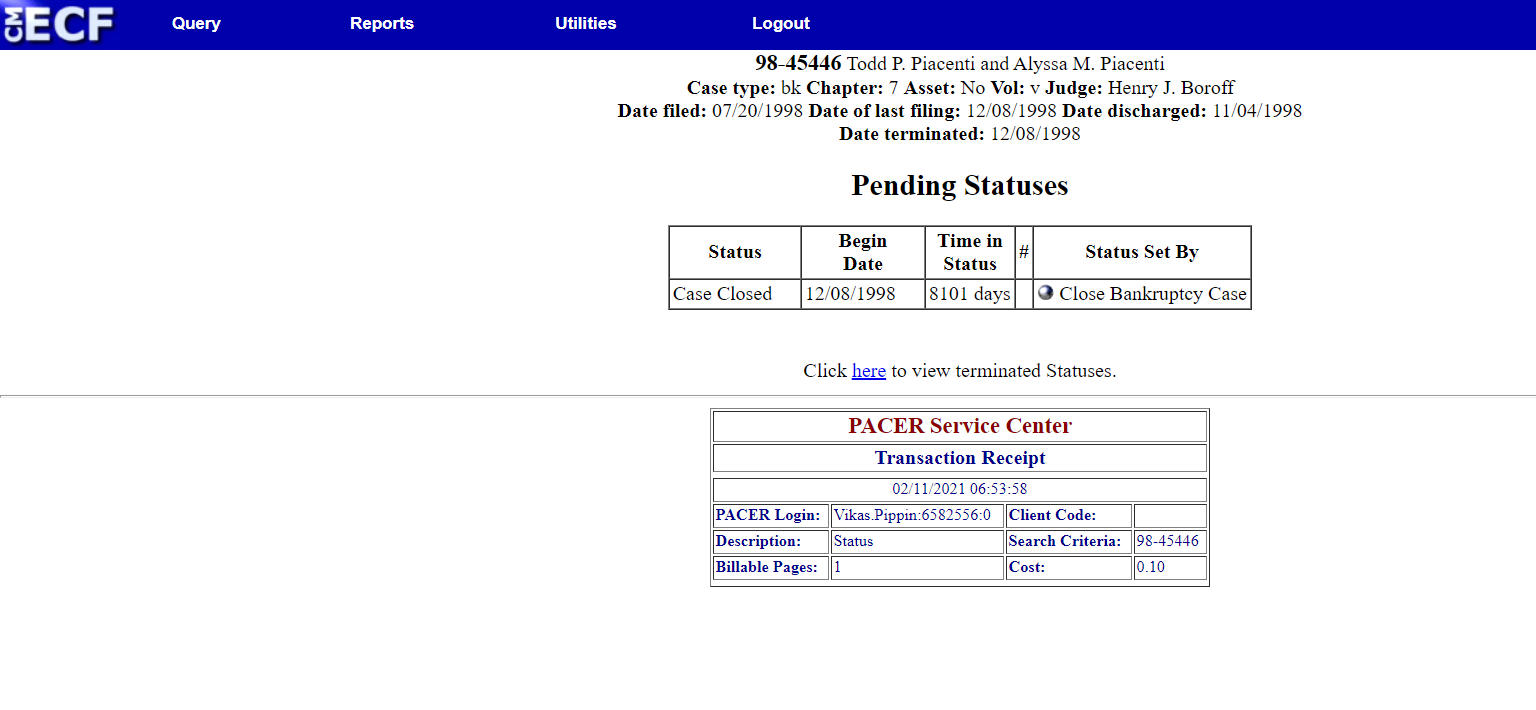 CM ECF Query Reports Utilities Logout
98-45446 Todd P. Piacenti and Alyssa M. Piacenti
Case type: bk Chapter: 7 Asset: No Vol: v Judge: Henry J. Boroff
Date filed: 07/20/1998 Date of last filing: 12/08/1998 Date discharged: 11/04/1998
Date terminated: 12/08/1998
Pending Statuses
Status Begin Date Time in Status # Status Set By
Case Closed 12/08/1998 8101 days Close Bankruptcy Case
Click here to view terminated Statuses.
PACER Service Center
Transaction Receipt
02/11/2021 06:53:58
PACER Login: Vikas.Pippin:6582556:0 Client Code:
Description: Status Search Criteria: 98-45446
Billable Pages: 1 Cost: 0.10